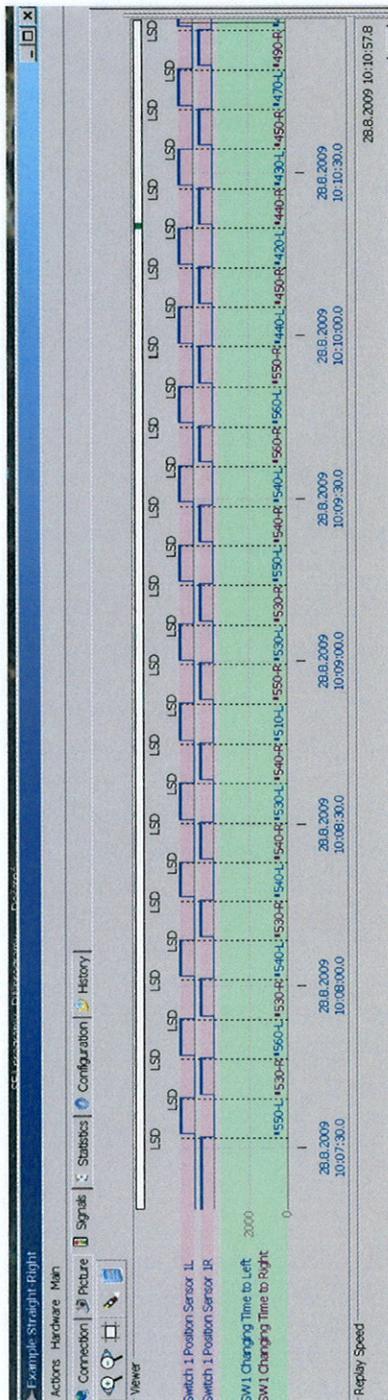 Example Straight-Right
Actions Hardware Main
Connection Picture Signals Statistics Configuration History
Viewer
LSD LSD LSD LSD LSD LSD LSD LSD LSD LSD LSD LSD LSD LSD LSD
LSD LSD LSD LSD LSD LSD LSD LSD LSD LSD LSD LSD LSD LSD
Switch 1 Position Sensor 1L
Switch 1 Position Sensor 1R
SW1 Changing Time to Left
SW1 Changing Time to Right
2000
0
550-L 530-R 560-L 530-R 540-L 530-R 540-L 540-R 530-L 540-R 510-L 550-R 530-L 530-R 550-L 540-R 540-L 560-R 560-L 550-R 440-L 450-R 420-L 440-R 430-L 450-R 470-L 490-R
28.8.2009 28.8.2009 28.8.2009 28.8.2009 28.8.2009 28.8.2009 28.8.2009
10:07:30.0 10:08:00.0 10:08:30.0 10:09:00.0 10:09:30.0 10:10:00.0 10:10:30.0
Replay Speed
28.8.2009 10:10:57.8